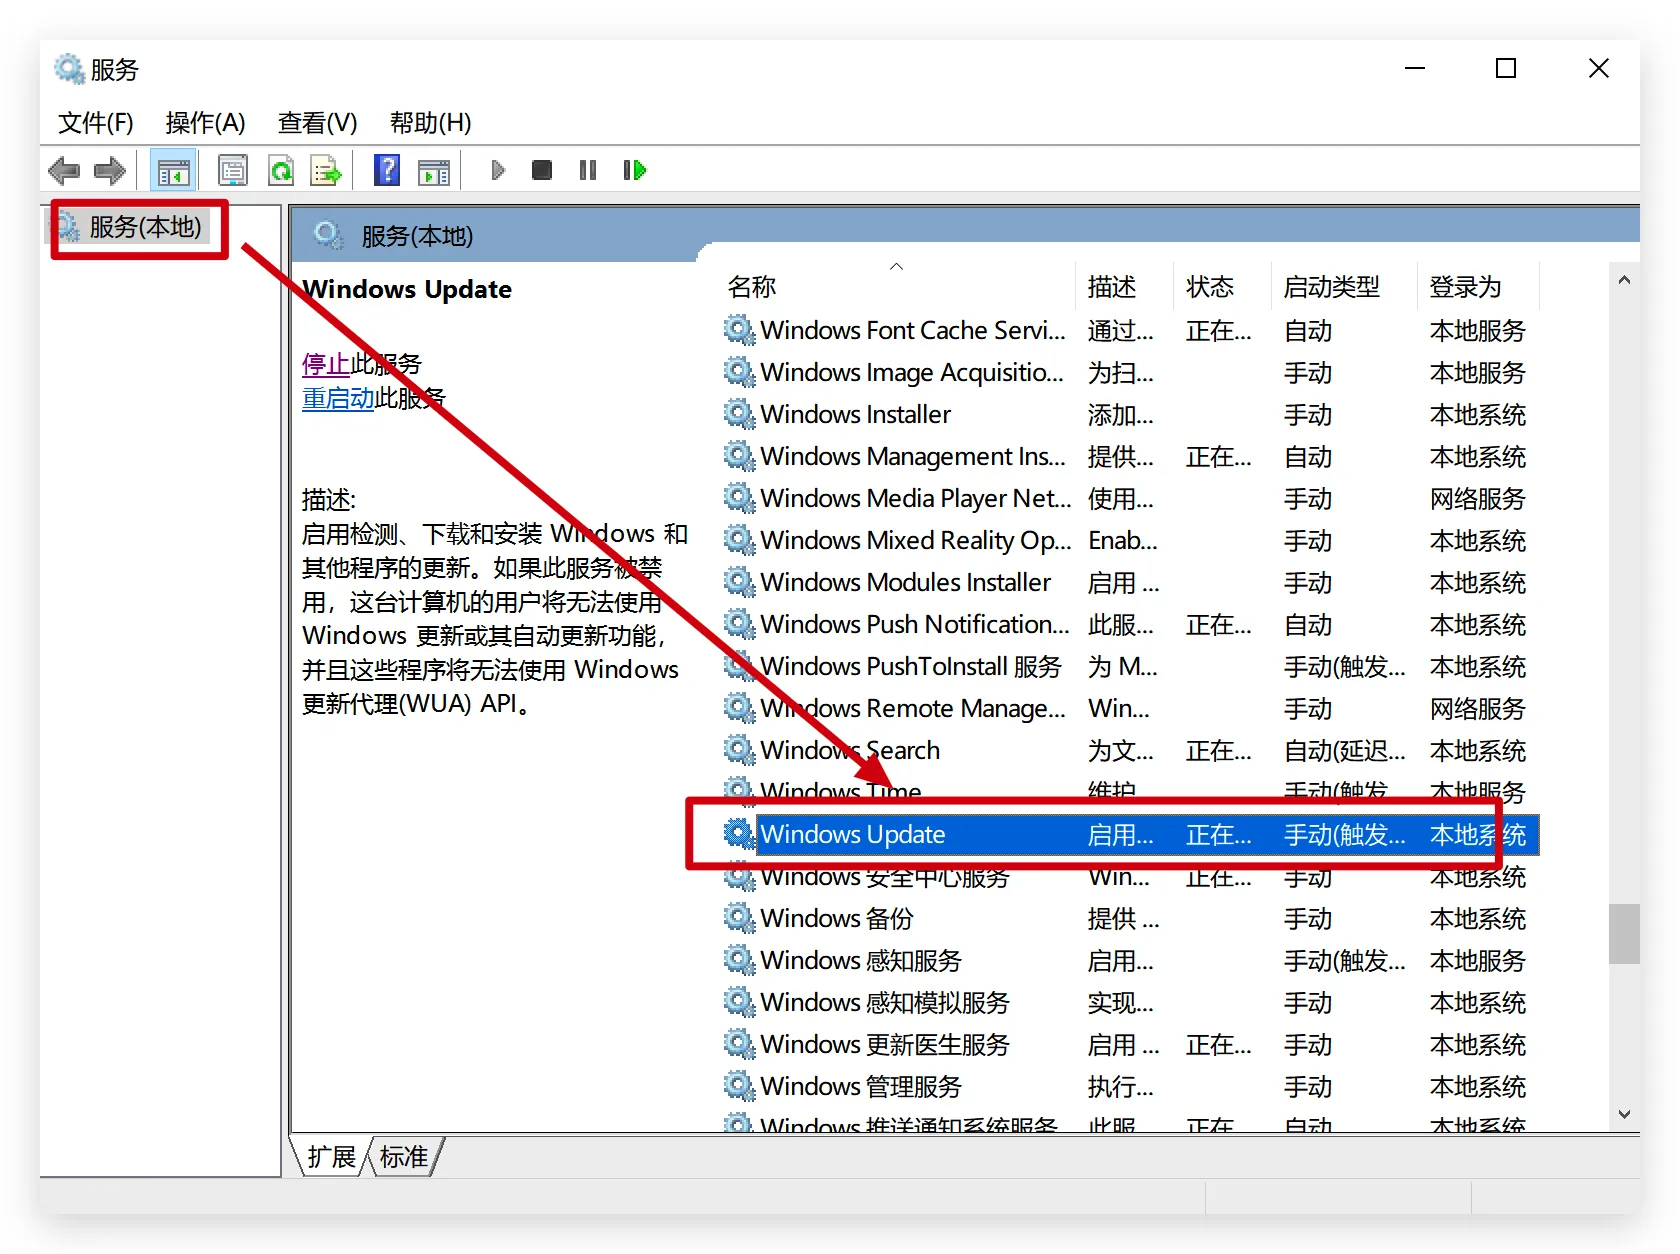 服务
文件(F) 操作(A) 查看(V) 帮助(H)
服务(本地)
服务(本地)
Windows Update
停止此服务
重启动此服务
描述:
启用检测、下载和安装 Windows 和
其他程序的更新。如果此服务被禁
用，这台计算机的用户将无法使用
Windows 更新或其自动更新功能，
并且这些程序将无法使用 Windows
更新代理(WUA) API。
名称 描述 状态 启动类型 登录为
Windows Font Cache Servi... 通过... 正在... 自动 本地服务
Windows Image Acquisitio... 为扫... 手动 本地服务
Windows Installer 添加... 手动 本地系统
Windows Management Ins... 提供... 正在... 自动 本地系统
Windows Media Player Net... 使用... 手动 网络服务
Windows Mixed Reality Op... Enab... 手动 本地系统
Windows Modules Installer 启用 ... 手动 本地系统
Windows Push Notification... 此服... 正在... 自动 本地系统
Windows PushToInstall 服务 为 M... 手动(触发... 本地系统
Windows Remote Manage... Win... 手动 网络服务
Windows Search 为文... 正在... 自动(延迟... 本地系统
Windows Time 维护... 手动(触发... 本地服务
Windows Update 启用... 正在... 手动(触发... 本地系统
Windows 安全中心服务 Win... 正在... 手动 本地系统
Windows 备份 提供 ... 手动 本地系统
Windows 感知服务 启用... 手动(触发... 本地服务
Windows 感知模拟服务 实现... 手动 本地系统
Windows 更新医生服务 启用 ... 正在... 手动 本地系统
Windows 管理服务 执行... 手动 本地系统
Windows 推送通知系统服务 此服... 正在... 自动 本地系统
扩展 标准